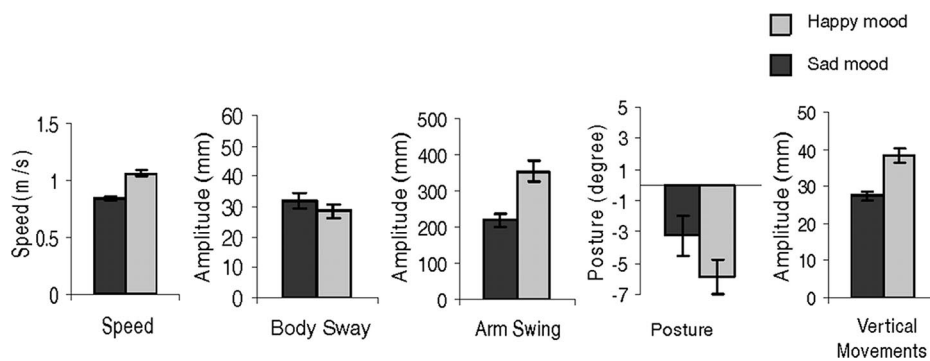 Happy mood
Sad mood
Speed (m/s)
1.5
1
0.5
0
Speed
Amplitude (mm)
60
50
40
30
20
10
0
Body Sway
Amplitude (mm)
500
400
300
200
100
0
Arm Swing
Posture (degree)
5
3
1
-1
-3
-5
-7
Posture
Amplitude (mm)
50
40
30
20
10
0
Vertical
Movements